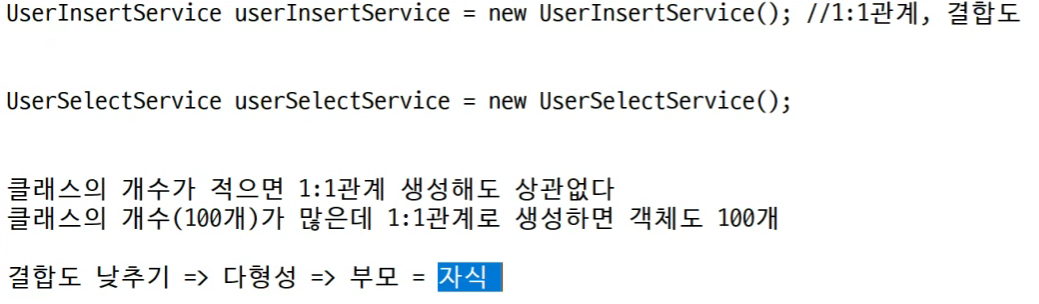 UserInsertService userInsertService = new UserInsertService(); //1:1관계, 결합도
UserSelectService userSelectService = new UserSelectService();
클래스의 개수가 적으면 1:1관계 생성해도 상관없다
클래스의 개수(100개)가 많은데 1:1관계로 생성하면 객체도 100개
결합도 낮추기 => 다형성 => 부모 = 자식